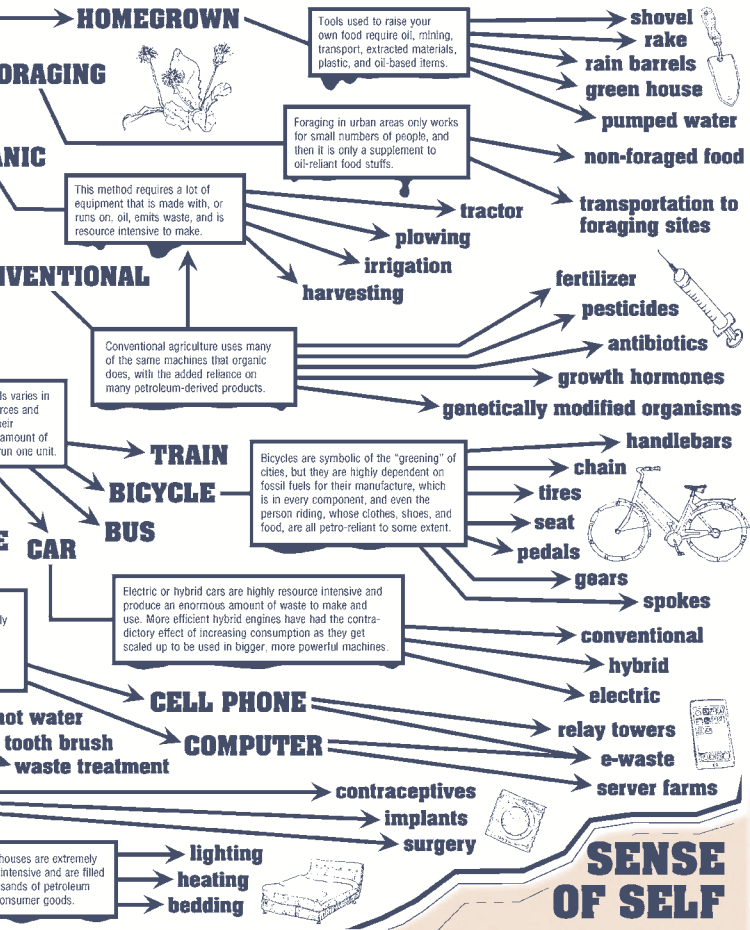 HOMEGROWN
Tools used to raise your
own food require oil, mining,
transport, extracted materials,
plastic, and oil-based items.
shovel
rake
rain barrels
green house
pumped water
ORAGING
Foraging in urban areas only works
for small numbers of people, and
then it is only a supplement to
oil-reliant food stuffs.
non-foraged food
transportation to
foraging sites
ANIC
This method requires a lot of
equipment that is made with, or
runs on, oil, emits waste, and is
resource intensive to make.
tractor
plowing
irrigation
harvesting
NVENTIONAL
Conventional agriculture uses many
of the same machines that organic
does, with the added reliance on
many petroleum-derived products.
fertilizer
pesticides
antibiotics
growth hormones
genetically modified organisms
ds varies in
rces and
heir
amount of
run one unit.
TRAIN
BICYCLE
BUS
CAR
E
Bicycles are symbolic of the “greening” of
cities, but they are highly dependent on
fossil fuels for their manufacture, which
is in every component, and even the
person riding, whose clothes, shoes, and
food, are all petro-reliant to some extent.
handlebars
chain
tires
seat
pedals
gears
spokes
Electric or hybrid cars are highly resource intensive and
produce an enormous amount of waste to make and
use. More efficient hybrid engines have had the contra-
dictory effect of increasing consumption as they get
scaled up to be used in bigger, more powerful machines.
conventional
hybrid
electric
ly
CELL PHONE
COMPUTER
relay towers
e-waste
server farms
hot water
tooth brush
waste treatment
contraceptives
implants
surgery
houses are extremely
intensive and are filled
sands of petroleum
onsumer goods.
lighting
heating
bedding
SENSE
OF SELF